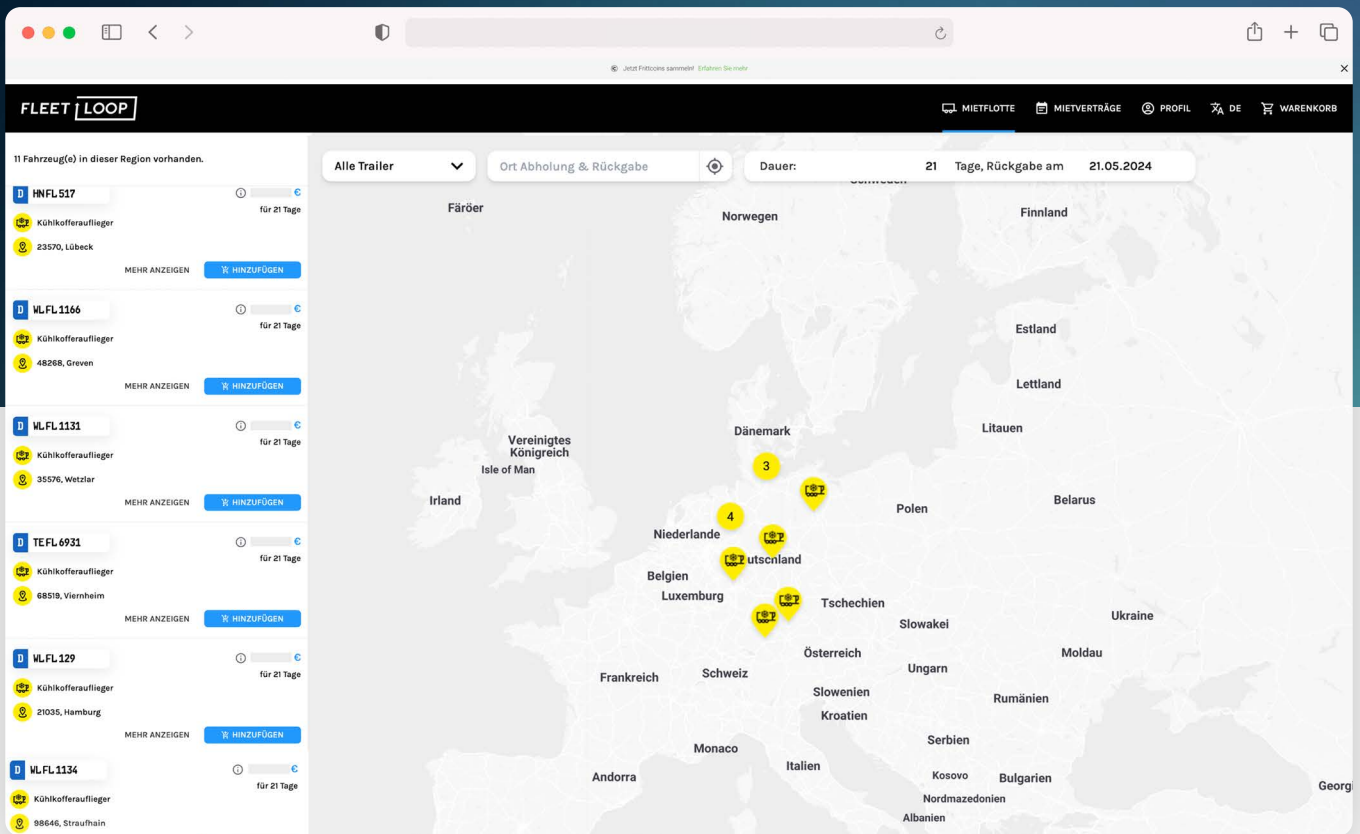 Jetzt Frittcoins sammeln! Erfahren Sie mehr
FLEET LOOP
MIETFLOTTE
MIETVERTRÄGE
PROFIL
DE
WARENKORB
11 Fahrzeug(e) in dieser Region vorhanden.
Alle Trailer
Ort Abholung & Rückgabe
Dauer: 21 Tage, Rückgabe am 21.05.2024
D HNFL 517 €
für 21 Tage
Kühlkofferauflieger
23570, Lübeck
MEHR ANZEIGEN HINZUFÜGEN
D WLFL 1166 €
für 21 Tage
Kühlkofferauflieger
48268, Greven
MEHR ANZEIGEN HINZUFÜGEN
D WLFL 1131 €
für 21 Tage
Kühlkofferauflieger
35576, Wetzlar
MEHR ANZEIGEN HINZUFÜGEN
D TEFL 6931 €
für 21 Tage
Kühlkofferauflieger
68519, Viernheim
MEHR ANZEIGEN HINZUFÜGEN
D WLFL 129 €
für 21 Tage
Kühlkofferauflieger
21035, Hamburg
MEHR ANZEIGEN HINZUFÜGEN
D WLFL 1134 €
für 21 Tage
Kühlkofferauflieger
98646, Straufhain
Färöer
Norwegen
Finnland
Estland
Lettland
Litauen
Dänemark
Vereinigtes
Königreich
Isle of Man
3
Irland
Belarus
Polen
4
Niederlande
utschland
Belgien
Luxemburg
Tschechien
Ukraine
Slowakei
Österreich
Moldau
Ungarn
Schweiz
Frankreich
Slowenien
Rumänien
Kroatien
Serbien
Monaco
Italien
Andorra
Kosovo
Bulgarien
Georgi
Nordmazedonien
Albanien